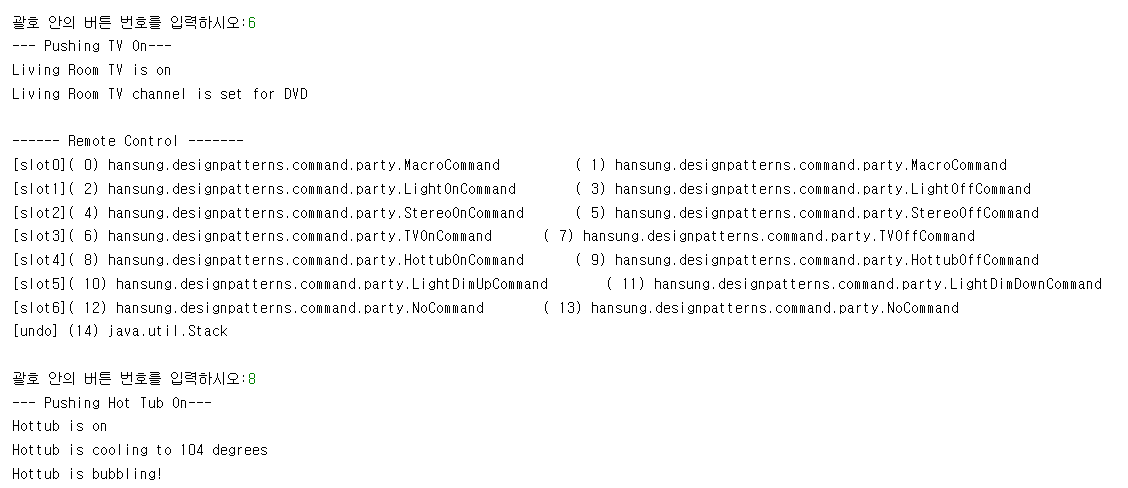 괄호 안의 버튼 번호를 입력하시오:6
--- Pushing TV On---
Living Room TV is on
Living Room TV channel is set for DVD
------ Remote Control -------
[slot0]( 0) hansung.designpatterns.command.party.MacroCommand ( 1) hansung.designpatterns.command.party.MacroCommand
[slot1]( 2) hansung.designpatterns.command.party.LightOnCommand ( 3) hansung.designpatterns.command.party.LightOffCommand
[slot2]( 4) hansung.designpatterns.command.party.StereoOnCommand ( 5) hansung.designpatterns.command.party.StereoOffCommand
[slot3]( 6) hansung.designpatterns.command.party.TVOnCommand ( 7) hansung.designpatterns.command.party.TVOffCommand
[slot4]( 8) hansung.designpatterns.command.party.HottubOnCommand ( 9) hansung.designpatterns.command.party.HottubOffCommand
[slot5]( 10) hansung.designpatterns.command.party.LightDimUpCommand ( 11) hansung.designpatterns.command.party.LightDimDownCommand
[slot6]( 12) hansung.designpatterns.command.party.NoCommand ( 13) hansung.designpatterns.command.party.NoCommand
[undo] (14) java.util.Stack
괄호 안의 버튼 번호를 입력하시오:8
--- Pushing Hot Tub On---
Hottub is on
Hottub is cooling to 104 degrees
Hottub is bubbling!